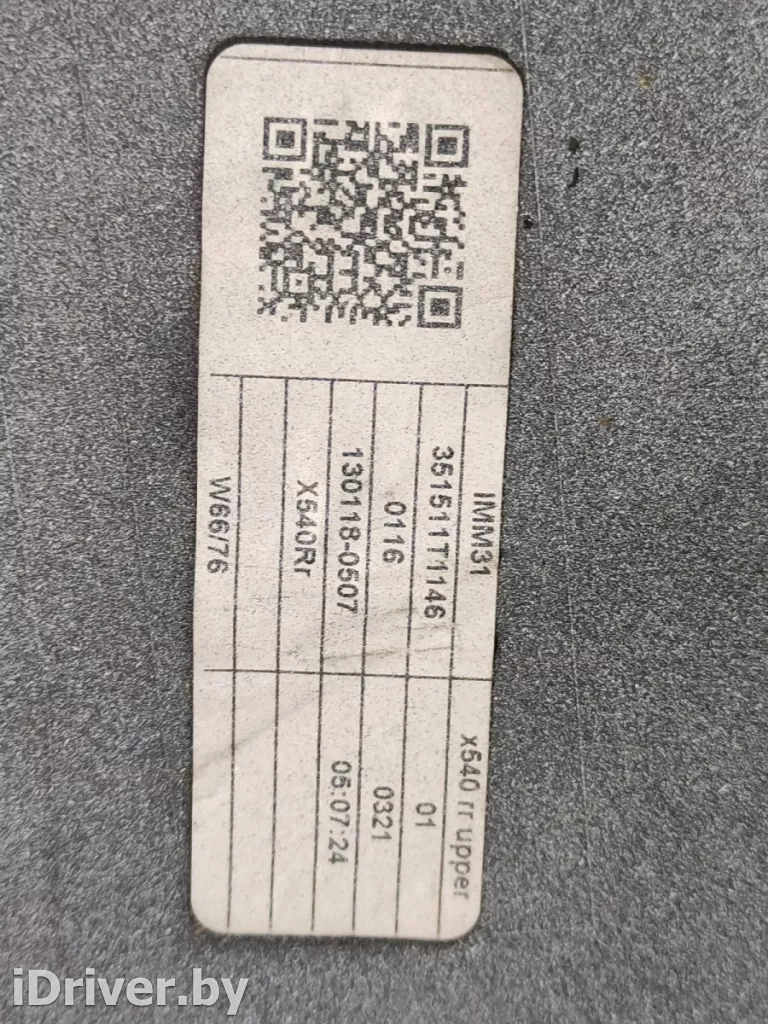 IMM31 x540 rr upper
351511T1146 01
0116 0321
130118-0507 05:07:24
X540Rr
W66/76
iDriver.by